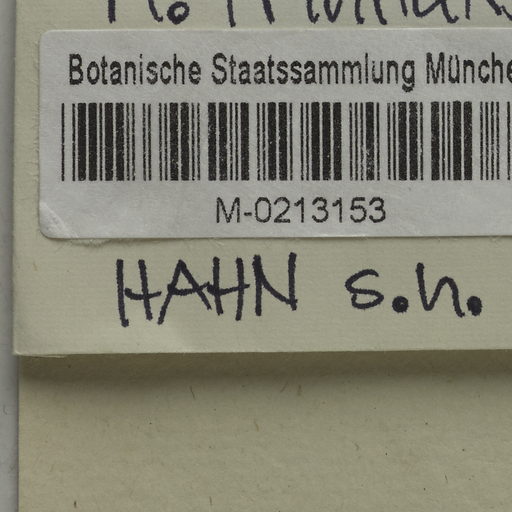 Botanische Staatssammlung Münche
M-0213153
HAHN s.n.